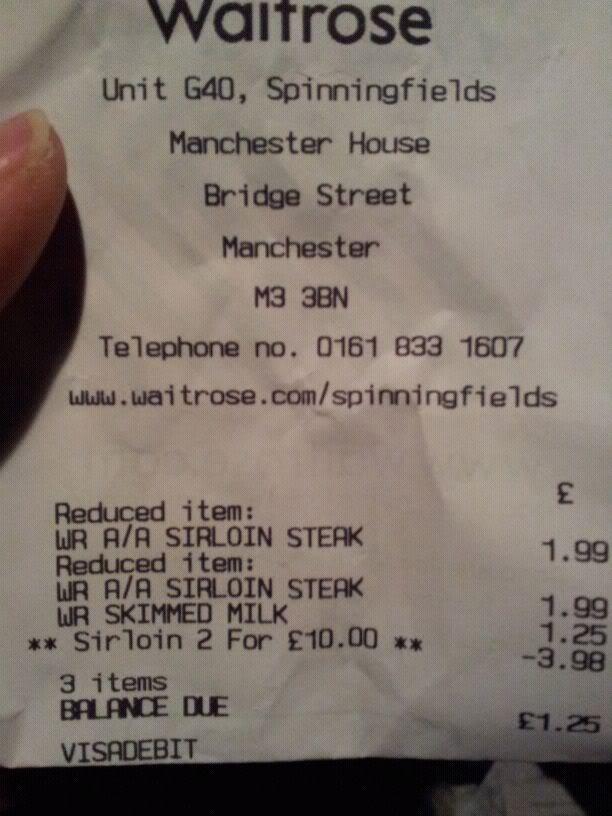 Waitrose
Unit G40, Spinningfields
Manchester House
Bridge Street
Manchester
M3 3BN
Telephone no. 0161 833 1607
www.waitrose.com/spinningfields
£
Reduced item:
WR A/A SIRLOIN STEAK 1.99
Reduced item:
WR A/A SIRLOIN STEAK 1.99
WR SKIMMED MILK 1.25
** Sirloin 2 For £10.00 ** -3.98
3 items
BALANCE DUE £1.25
VISADEBIT